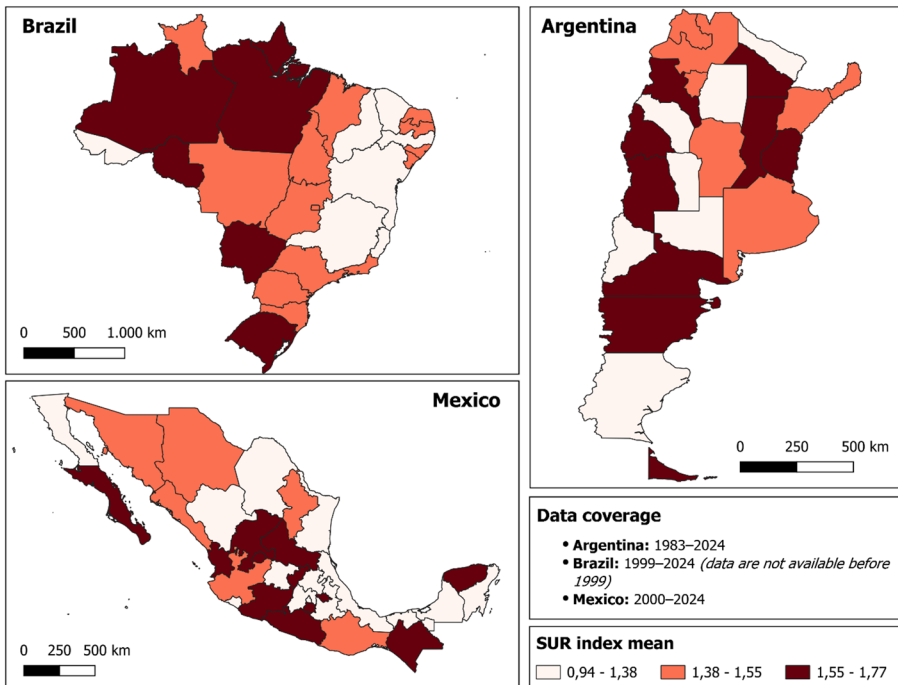 Brazil
0 500 1.000 km
Mexico
0 250 500 km
Argentina
0 250 500 km
Data coverage
• Argentina: 1983–2024
• Brazil: 1999–2024 (data are not available before
1999)
• Mexico: 2000–2024
SUR index mean
0,94 - 1,38 1,38 - 1,55 1,55 - 1,77